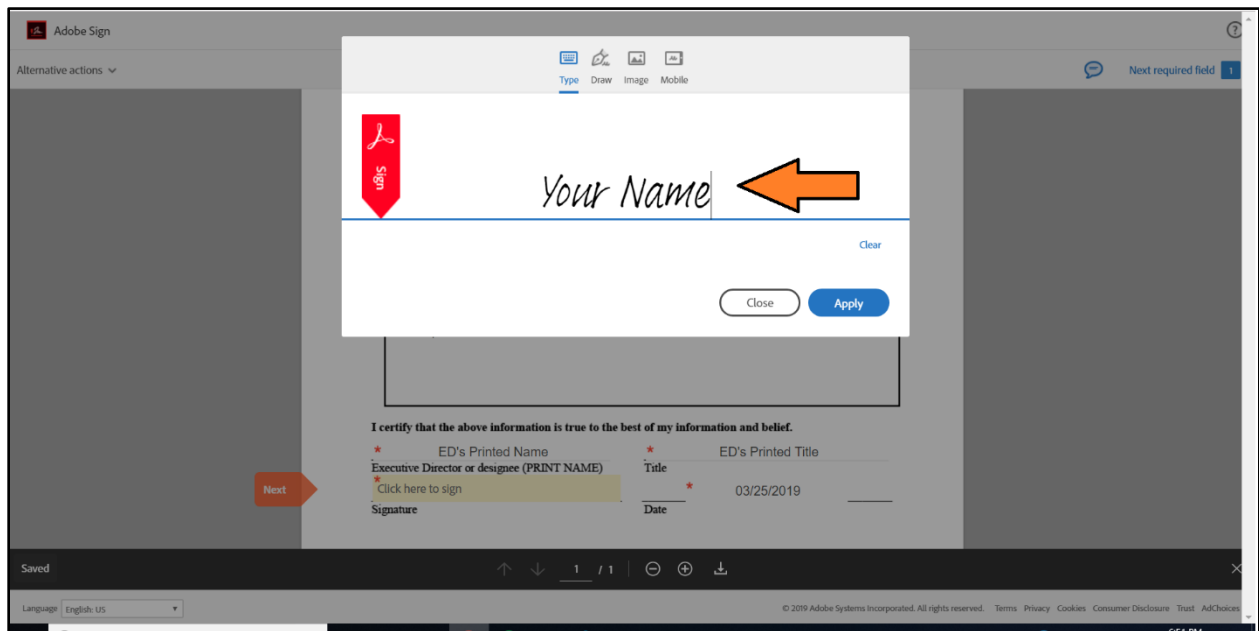 Adobe Sign
?
Alternative actions
Next required field 1
Type Draw Image Mobile
Sign
Your Name
Clear
Close Apply
I certify that the above information is true to the best of my information and belief.
* ED's Printed Name * ED's Printed Title
Executive Director or designee (PRINT NAME) Title
Next
* Click here to sign * 03/25/2019
Signature Date
Saved
1 / 1
Language English: US
© 2019 Adobe Systems Incorporated. All rights reserved. Terms Privacy Cookies Consumer Disclosure Trust AdChoices